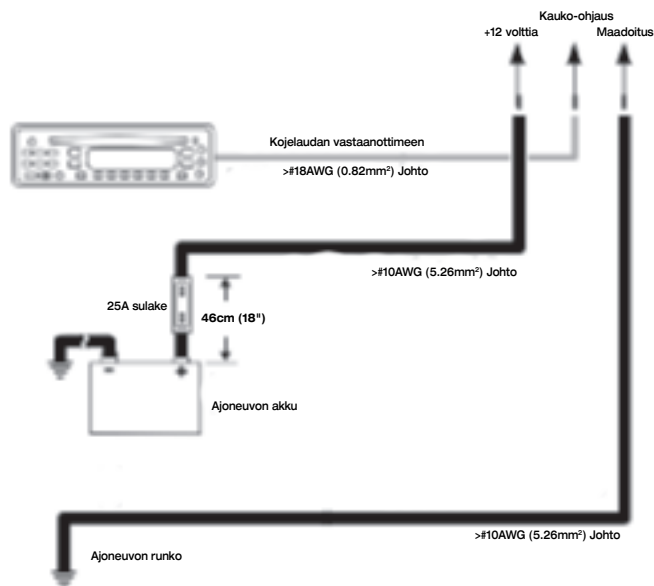 Kauko-ohjaus
+12 volttia
Maadoitus
Kojelaudan vastaanottimeen
>#18AWG (0.82mm²) Johto
>#10AWG (5.26mm²) Johto
25A sulake
46cm (18")
- +
Ajoneuvon akku
>#10AWG (5.26mm²) Johto
Ajoneuvon runko